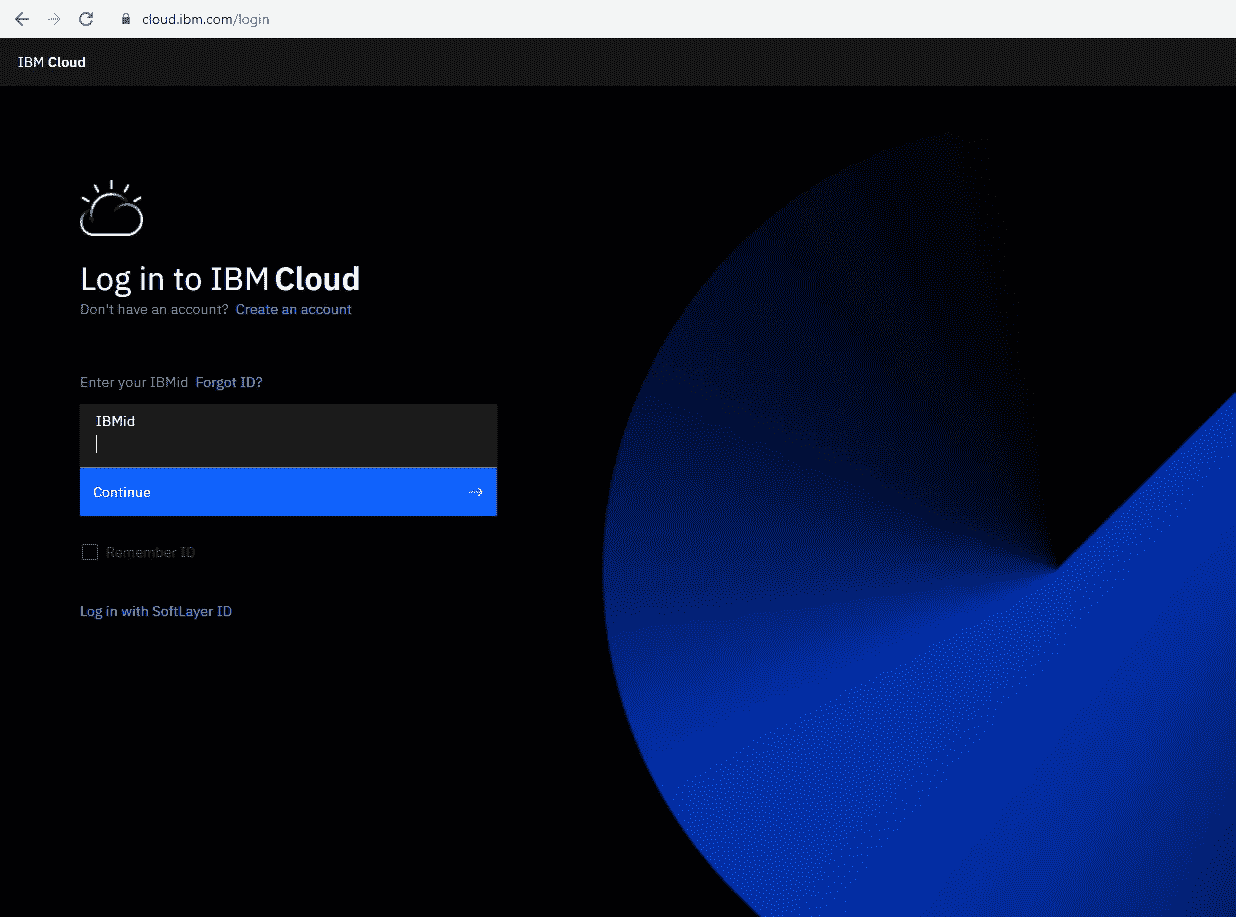 cloud.ibm.com/login
IBM Cloud
Log in to IBM Cloud
Don't have an account? Create an account
Enter your IBMid Forgot ID?
IBMid
Continue
Remember ID
Log in with SoftLayer ID